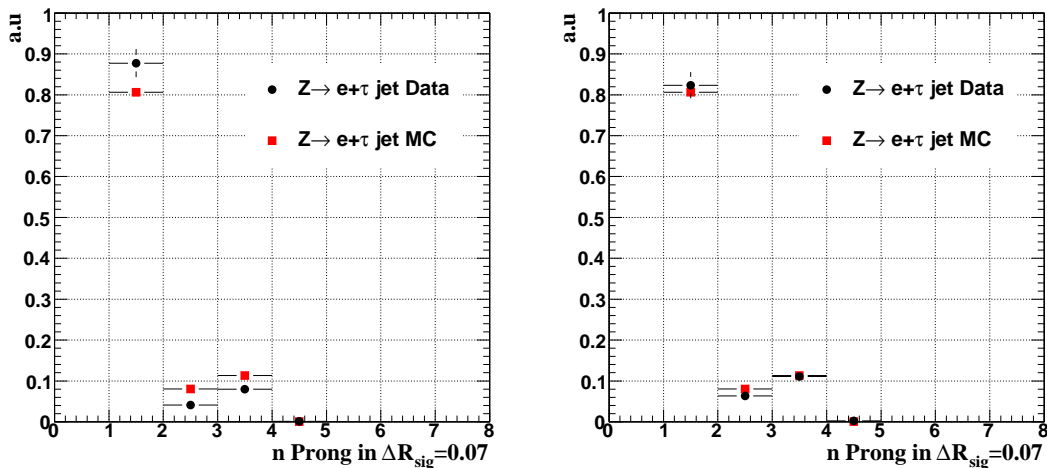 a.u
1
0.9
0.8
0.7
0.6
0.5
0.4
0.3
0.2
0.1
0
Z→ e+τ jet Data
Z→ e+τ jet MC
0 1 2 3 4 5 6 7 8
n Prong in ΔR_sig=0.07
a.u
1
0.9
0.8
0.7
0.6
0.5
0.4
0.3
0.2
0.1
0
Z→ e+τ jet Data
Z→ e+τ jet MC
0 1 2 3 4 5 6 7 8
n Prong in ΔR_sig=0.07